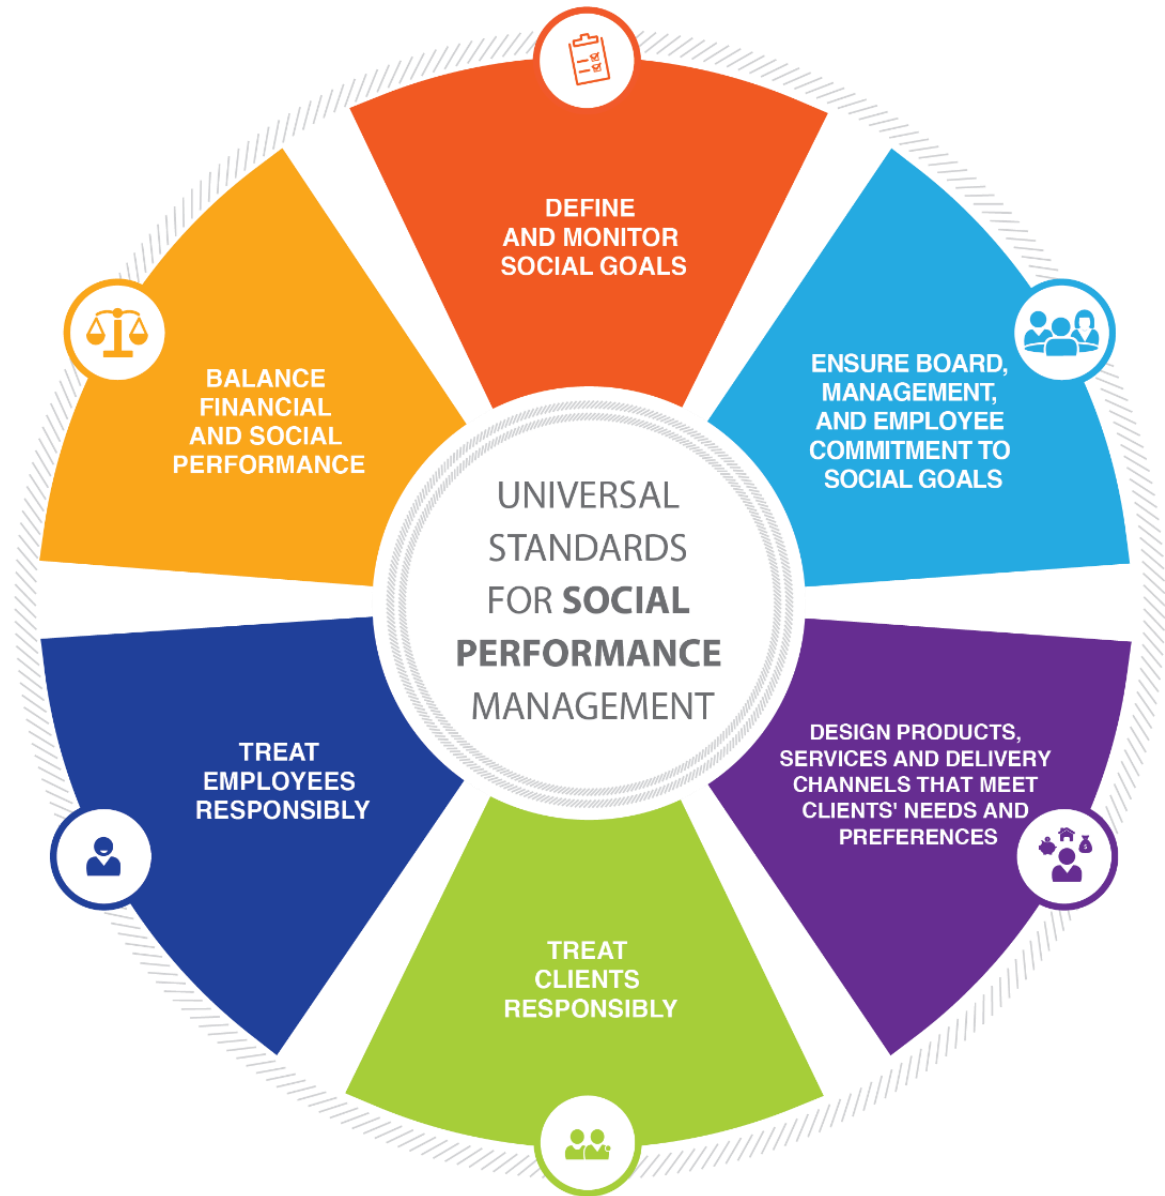 DEFINE
AND MONITOR
SOCIAL GOALS
ENSURE BOARD,
MANAGEMENT,
AND EMPLOYEE
COMMITMENT TO
SOCIAL GOALS
DESIGN PRODUCTS,
SERVICES AND DELIVERY
CHANNELS THAT MEET
CLIENTS' NEEDS AND
PREFERENCES
TREAT
CLIENTS
RESPONSIBLY
TREAT
EMPLOYEES
RESPONSIBLY
BALANCE
FINANCIAL
AND SOCIAL
PERFORMANCE
UNIVERSAL
STANDARDS
FOR SOCIAL
PERFORMANCE
MANAGEMENT